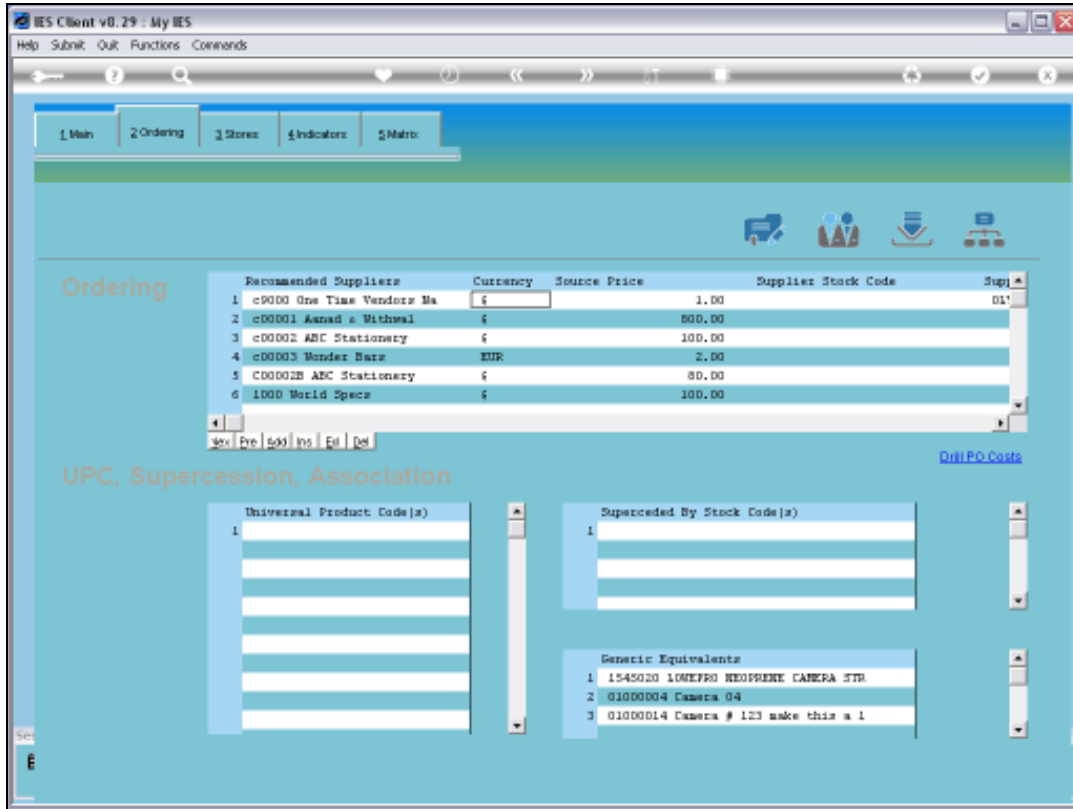 IES Client v8.29 : My IES
Help Submit Quit Functions Commands
1 Main 2 Ordering 3 Stores 4 Indicators 5 Matrix
Ordering
Recommended Suppliers Currency Source Price Supplier Stock Code
1 c9000 One Time Vendors Ma 1.00
2 c00001 Aanad & Withwal 800.00
3 c00002 ABC Stationery 100.00
4 c00003 Wonder Bars EUR 2.00
5 C00002B ABC Stationery 80.00
6 1000 World Specs 100.00
Nex Pre Add Ins Del
Drill PO Costs
UPC, Supercession, Association
Universal Product Code(s) Superceded By Stock Code(s)
1 1
Generic Equivalents
1 1545020 LOWEPRO NEOPRENE CAMERA STR
2 01000004 Camera 04
3 01000014 Camera # 123 make this a l